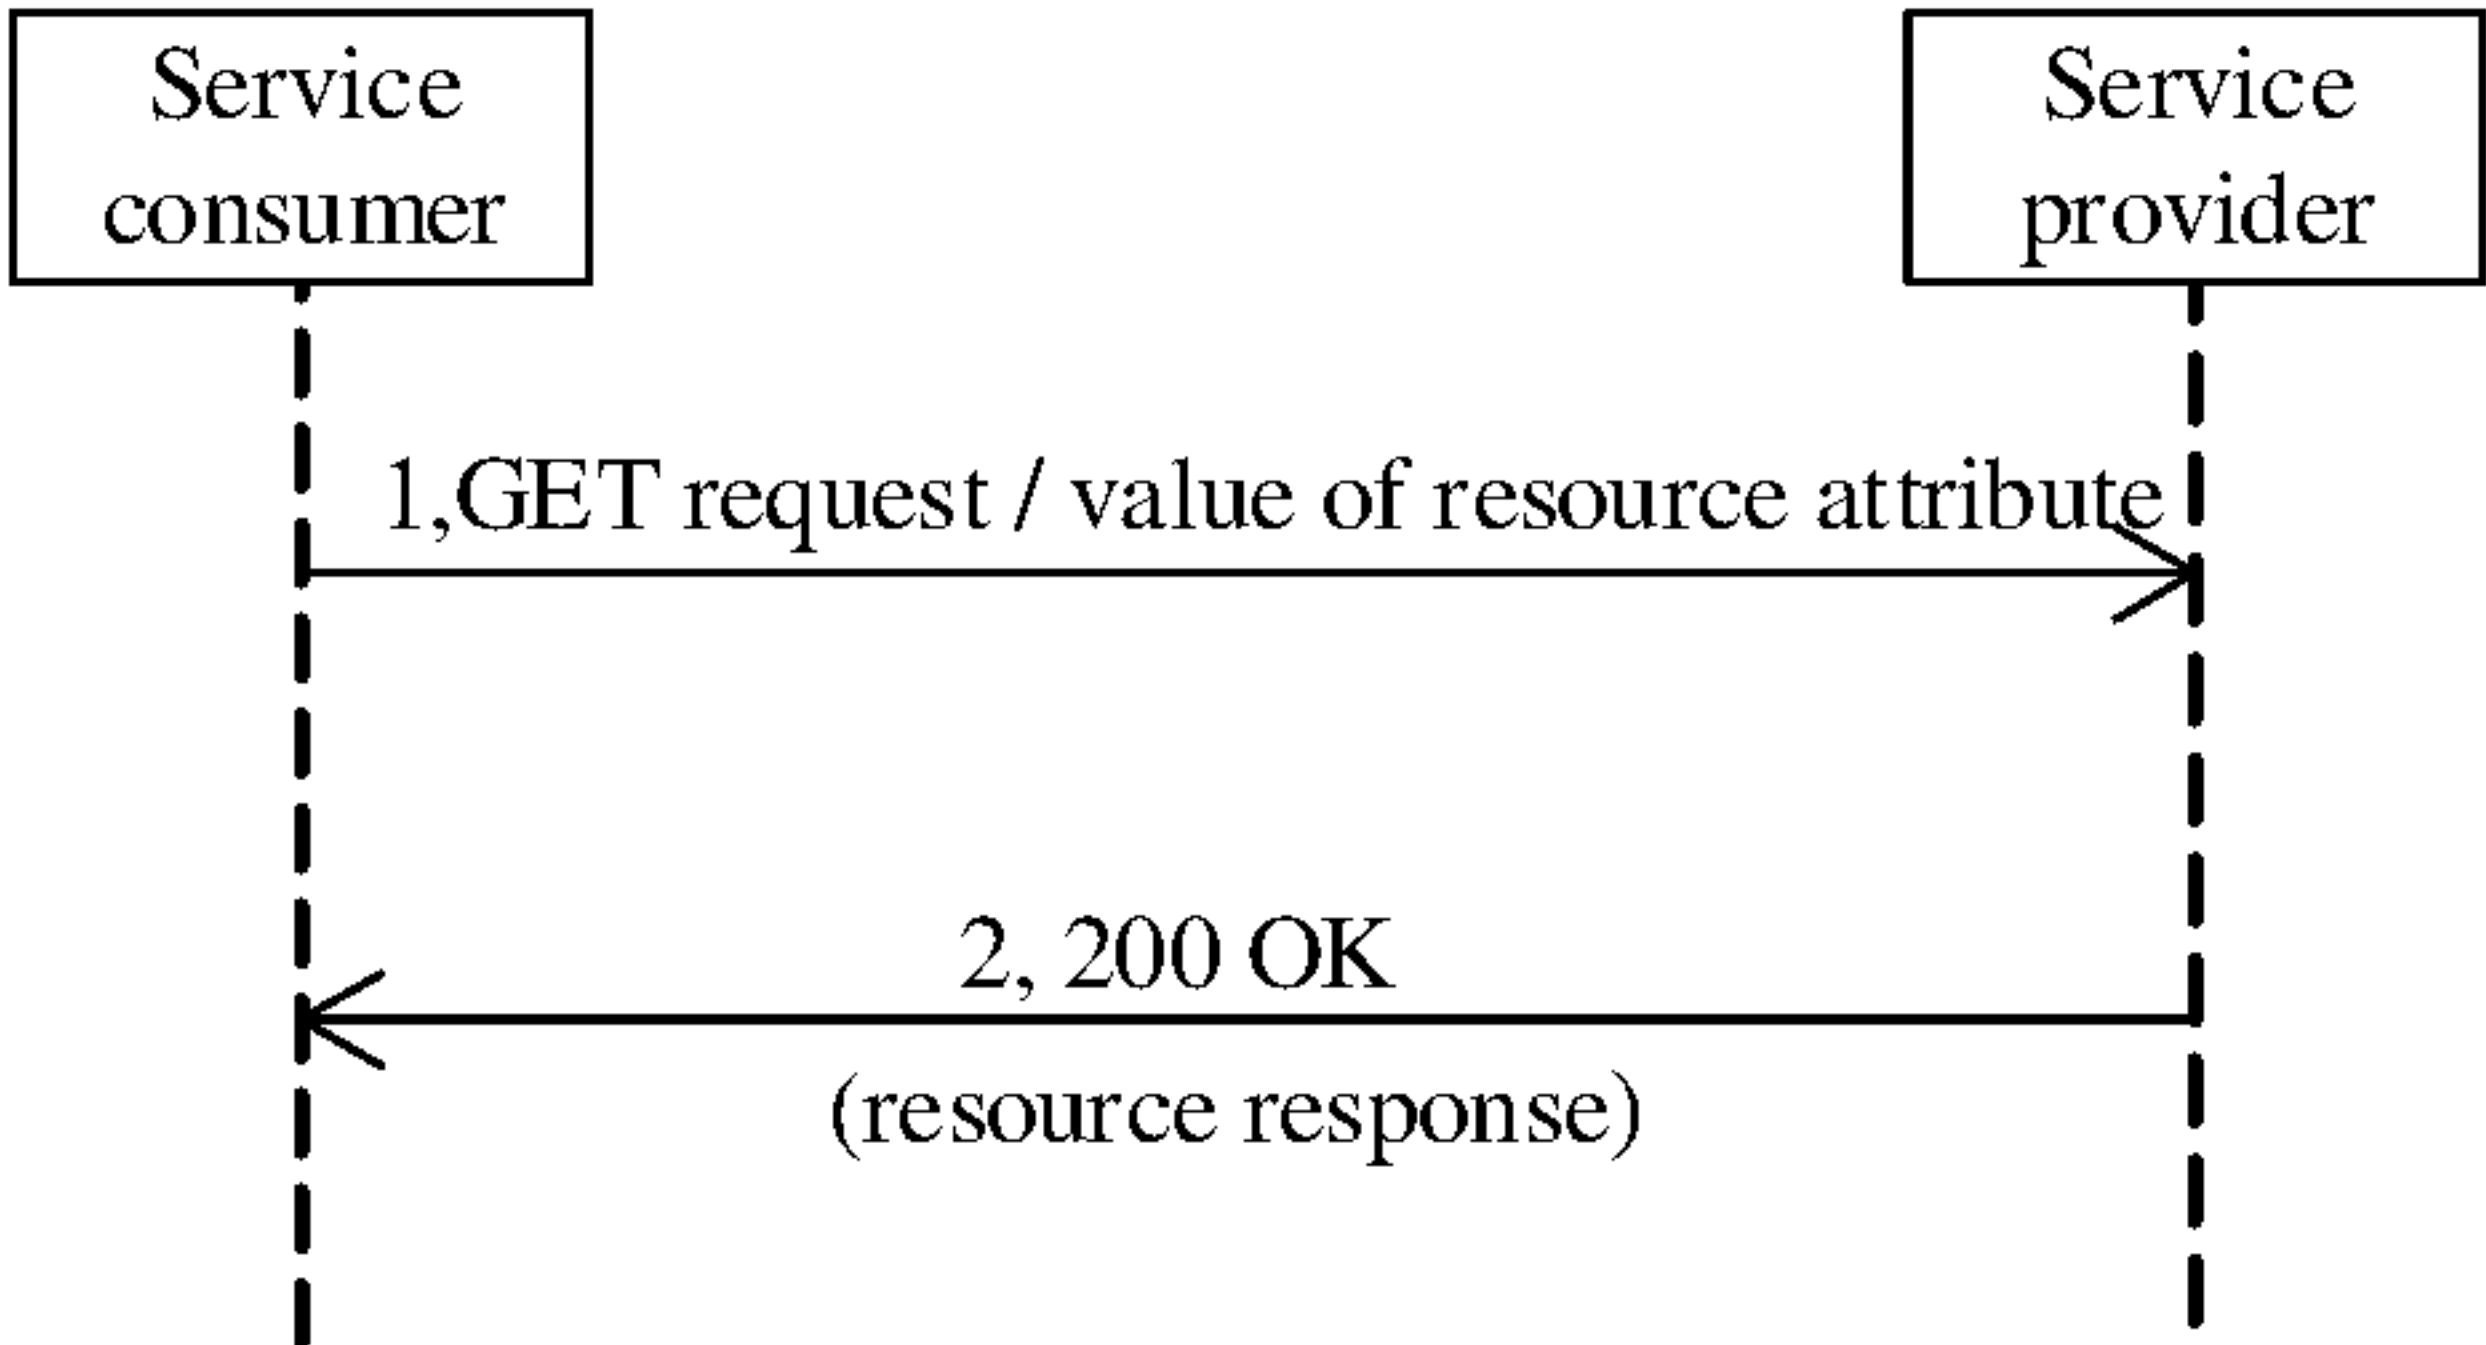 Service
consumer
Service
provider
1,GET request / value of resource attribute
2, 200 OK
(resource response)